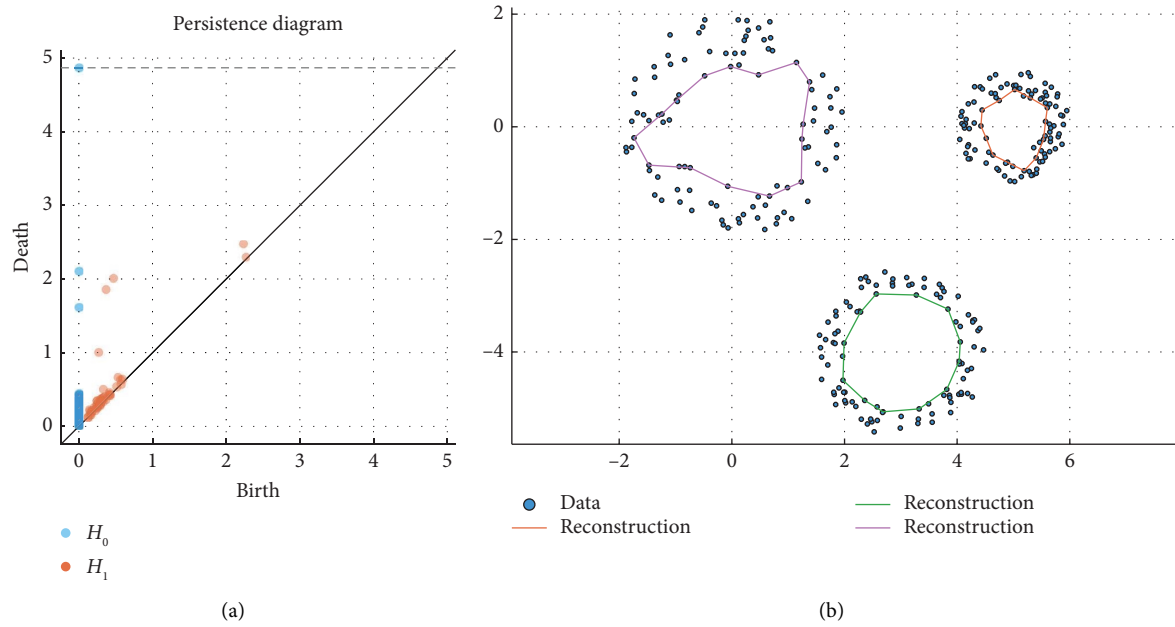 Persistence diagram
5
4
3
2
1
0
Death
0 1 2 3 4 5
Birth
H0
H1
(a)
2
0
−2
−4
−2 0 2 4 6
Data
Reconstruction
Reconstruction
Reconstruction
(b)